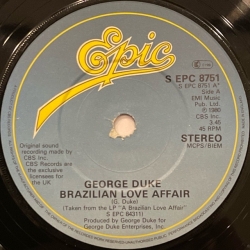 Epic
S EPC 8751
S EPC 8751 A
Side A
EMI Music
Pub. Ltd.
℗ 1980
CBS Inc.
3.45
45 RPM
STEREO
MCPS/BIEM
Original sound
recording made by
CBS Inc.
CBS Records are the
exclusive
licensees for
the UK
GEORGE DUKE
BRAZILIAN LOVE AFFAIR
(G. Duke)
(Taken from the LP "A Brazilian Love Affair"
S EPC 84311)
Produced by George Duke for
George Duke Enterprises, Inc.